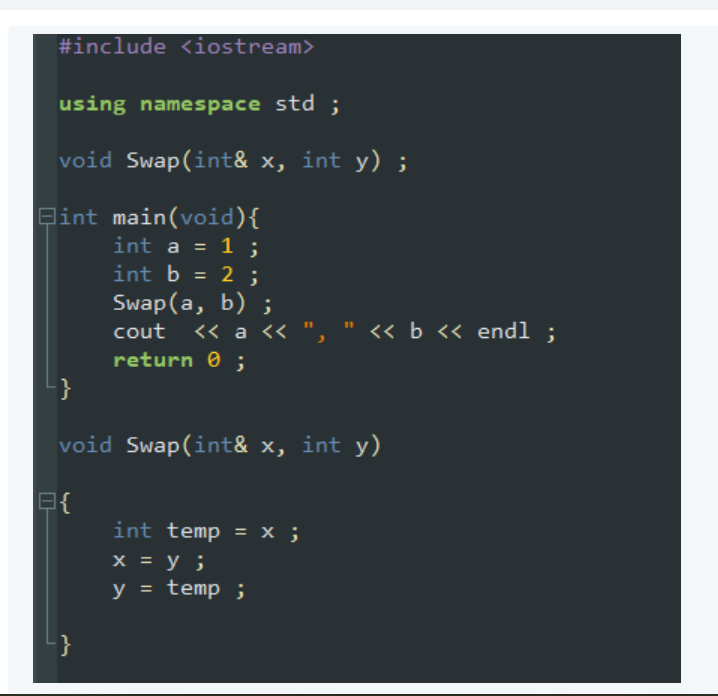 #include <iostream>
using namespace std ;
void Swap(int& x, int y) ;
int main(void){
    int a = 1 ;
    int b = 2 ;
    Swap(a, b) ;
    cout  << a << ", " << b << endl ;
    return 0 ;
}
void Swap(int& x, int y)
{
    int temp = x ;
    x = y ;
    y = temp ;
}